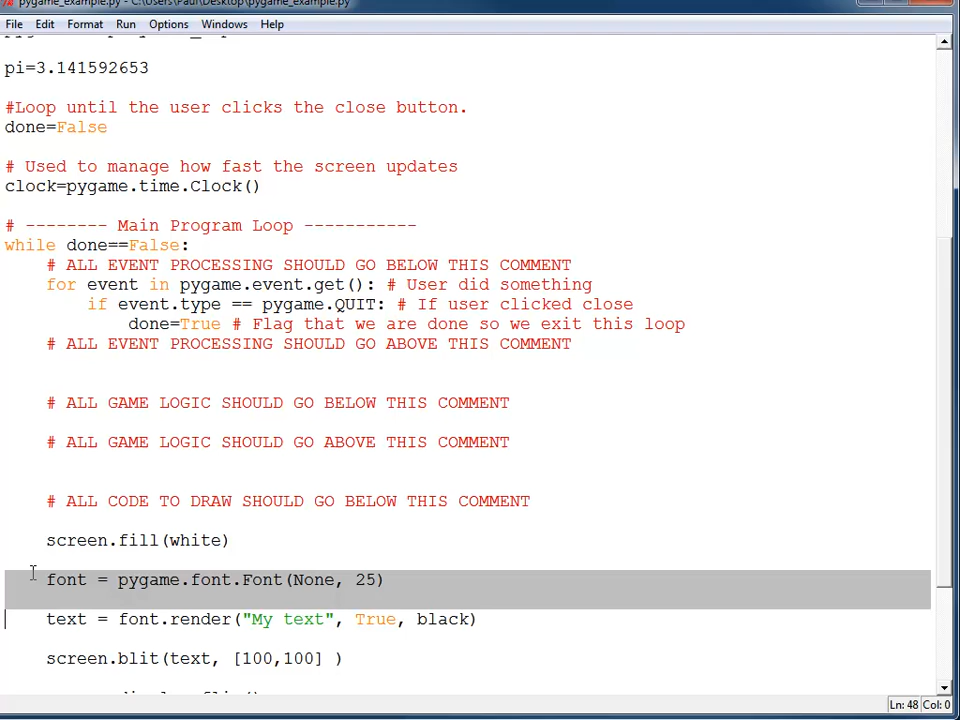 pygame_example.py - C:\Users\Paul\Desktop\pygame_example.py
File Edit Format Run Options Windows Help
pi=3.141592653
#Loop until the user clicks the close button.
done=False
# Used to manage how fast the screen updates
clock=pygame.time.Clock()
# -------- Main Program Loop -----------
while done==False:
# ALL EVENT PROCESSING SHOULD GO BELOW THIS COMMENT
for event in pygame.event.get(): # User did something
if event.type == pygame.QUIT: # If user clicked close
done=True # Flag that we are done so we exit this loop
# ALL EVENT PROCESSING SHOULD GO ABOVE THIS COMMENT
# ALL GAME LOGIC SHOULD GO BELOW THIS COMMENT
# ALL GAME LOGIC SHOULD GO ABOVE THIS COMMENT
# ALL CODE TO DRAW SHOULD GO BELOW THIS COMMENT
screen.fill(white)
font = pygame.font.Font(None, 25)
text = font.render("My text", True, black)
screen.blit(text, [100,100] )
Ln: 48 Col: 0